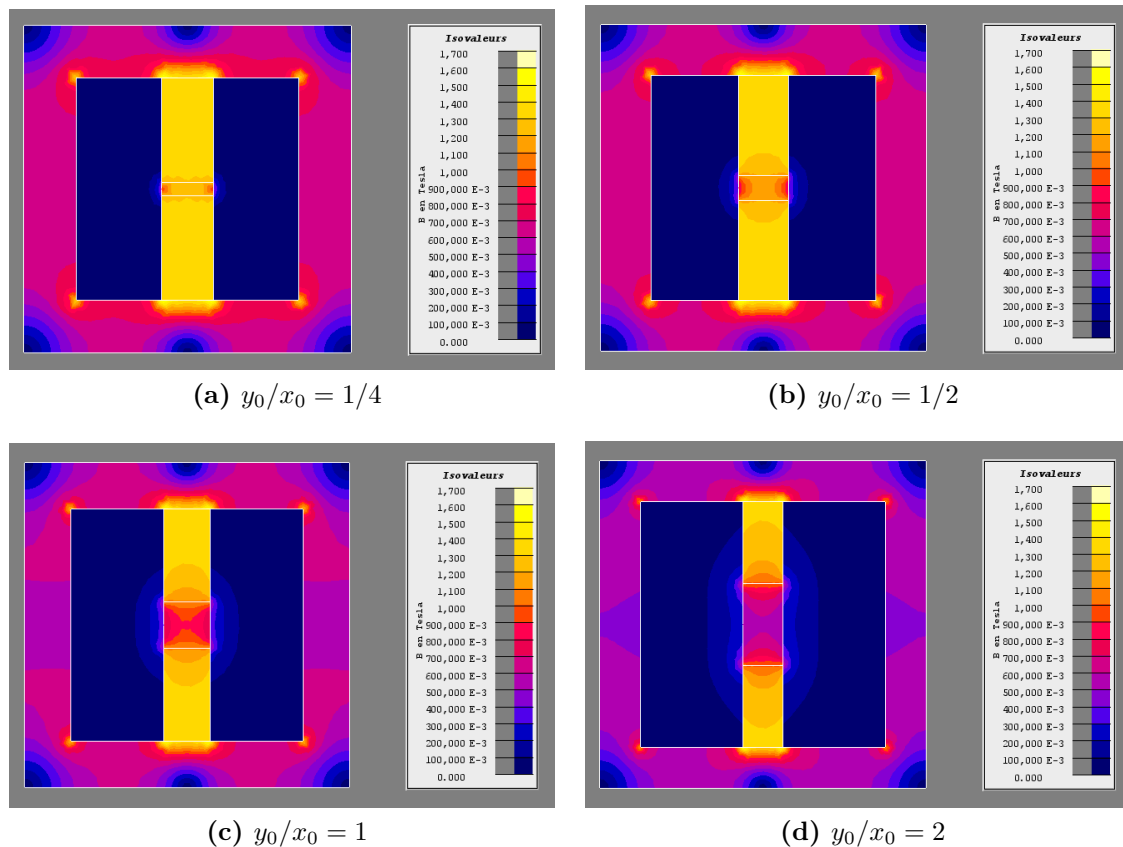 Isovaleurs
1,700
1,600
1,500
1,400
1,300
1,200
1,100
1,000
900,000 E-3
800,000 E-3
700,000 E-3
600,000 E-3
500,000 E-3
400,000 E-3
300,000 E-3
200,000 E-3
100,000 E-3
0.000
B en Tesla
(a) y₀/x₀ = 1/4
Isovaleurs
1,700
1,600
1,500
1,400
1,300
1,200
1,100
1,000
900,000 E-3
800,000 E-3
700,000 E-3
600,000 E-3
500,000 E-3
400,000 E-3
300,000 E-3
200,000 E-3
100,000 E-3
0.000
B en Tesla
(b) y₀/x₀ = 1/2
Isovaleurs
1,700
1,600
1,500
1,400
1,300
1,200
1,100
1,000
900,000 E-3
800,000 E-3
700,000 E-3
600,000 E-3
500,000 E-3
400,000 E-3
300,000 E-3
200,000 E-3
100,000 E-3
0.000
B en Tesla
(c) y₀/x₀ = 1
Isovaleurs
1,700
1,600
1,500
1,400
1,300
1,200
1,100
1,000
900,000 E-3
800,000 E-3
700,000 E-3
600,000 E-3
500,000 E-3
400,000 E-3
300,000 E-3
200,000 E-3
100,000 E-3
0.000
B en Tesla
(d) y₀/x₀ = 2